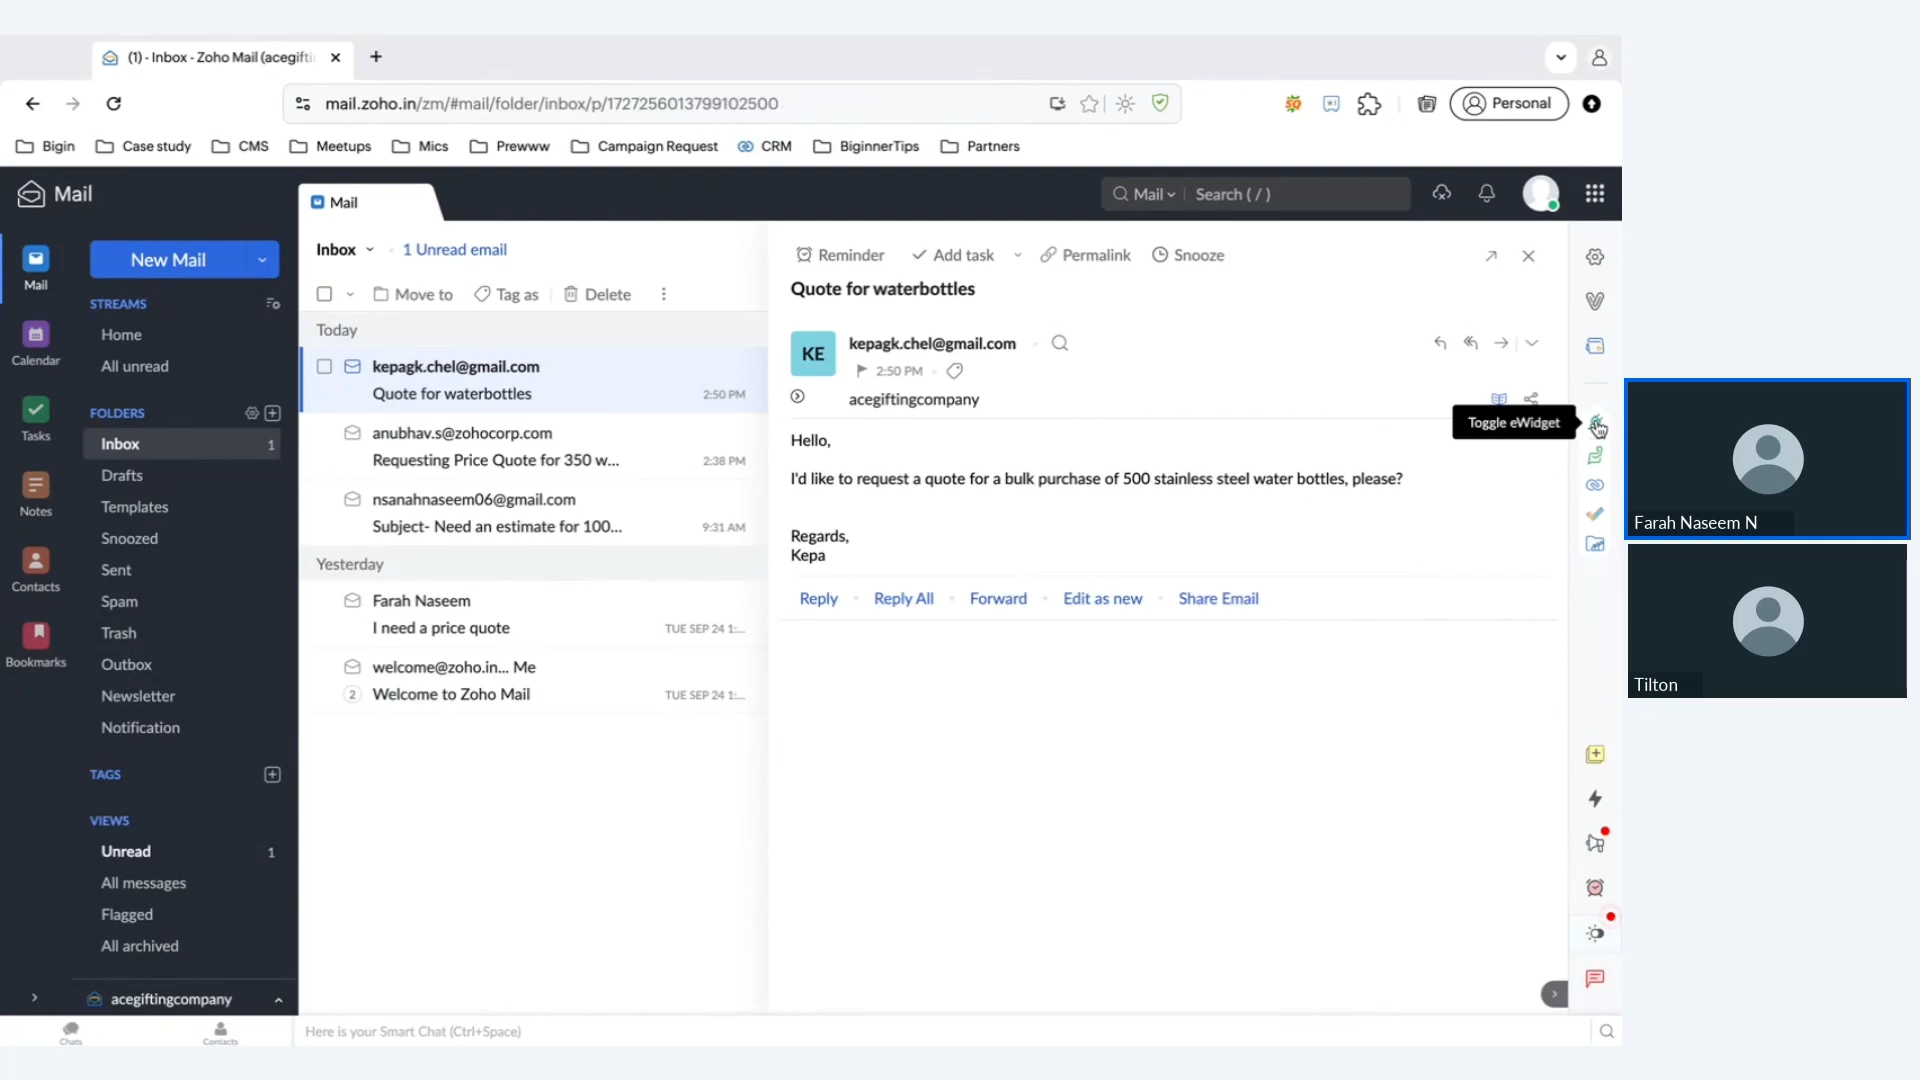 (1) - Inbox - Zoho Mail (acegifti
mail.zoho.in/zm/#mail/folder/inbox/p/1727256013799102500
Personal
Bigin
Case study
CMS
Meetups
Mics
Prewww
Campaign Request
CRM
BiginnerTips
Partners
Mail
Mail
Mail
Search ( / )
Mail
Calendar
Tasks
Notes
Contacts
Bookmarks
New Mail
STREAMS
Home
All unread
FOLDERS
Inbox 1
Drafts
Templates
Snoozed
Sent
Spam
Trash
Outbox
Newsletter
Notification
TAGS
VIEWS
Unread 1
All messages
Flagged
All archived
acegiftingcompany
Inbox
1 Unread email
Move to
Tag as
Delete
Today
kepagk.chel@gmail.com
Quote for waterbottles 2:50 PM
anubhav.s@zohocorp.com
Requesting Price Quote for 350 w... 2:38 PM
nsanahnaseem06@gmail.com
Subject- Need an estimate for 100... 9:31 AM
Yesterday
Farah Naseem
I need a price quote TUE SEP 24 1:...
welcome@zoho.in... Me
2 Welcome to Zoho Mail TUE SEP 24 1:...
Reminder
Add task
Permalink
Snooze
Quote for waterbottles
KE
kepagk.chel@gmail.com
2:50 PM
acegiftingcompany
Toggle eWidget
Hello,
I'd like to request a quote for a bulk purchase of 500 stainless steel water bottles, please?
Regards,
Kepa
Reply
Reply All
Forward
Edit as new
Share Email
Chats
Contacts
Here is your Smart Chat (Ctrl+Space)
Farah Naseem N
Tilton